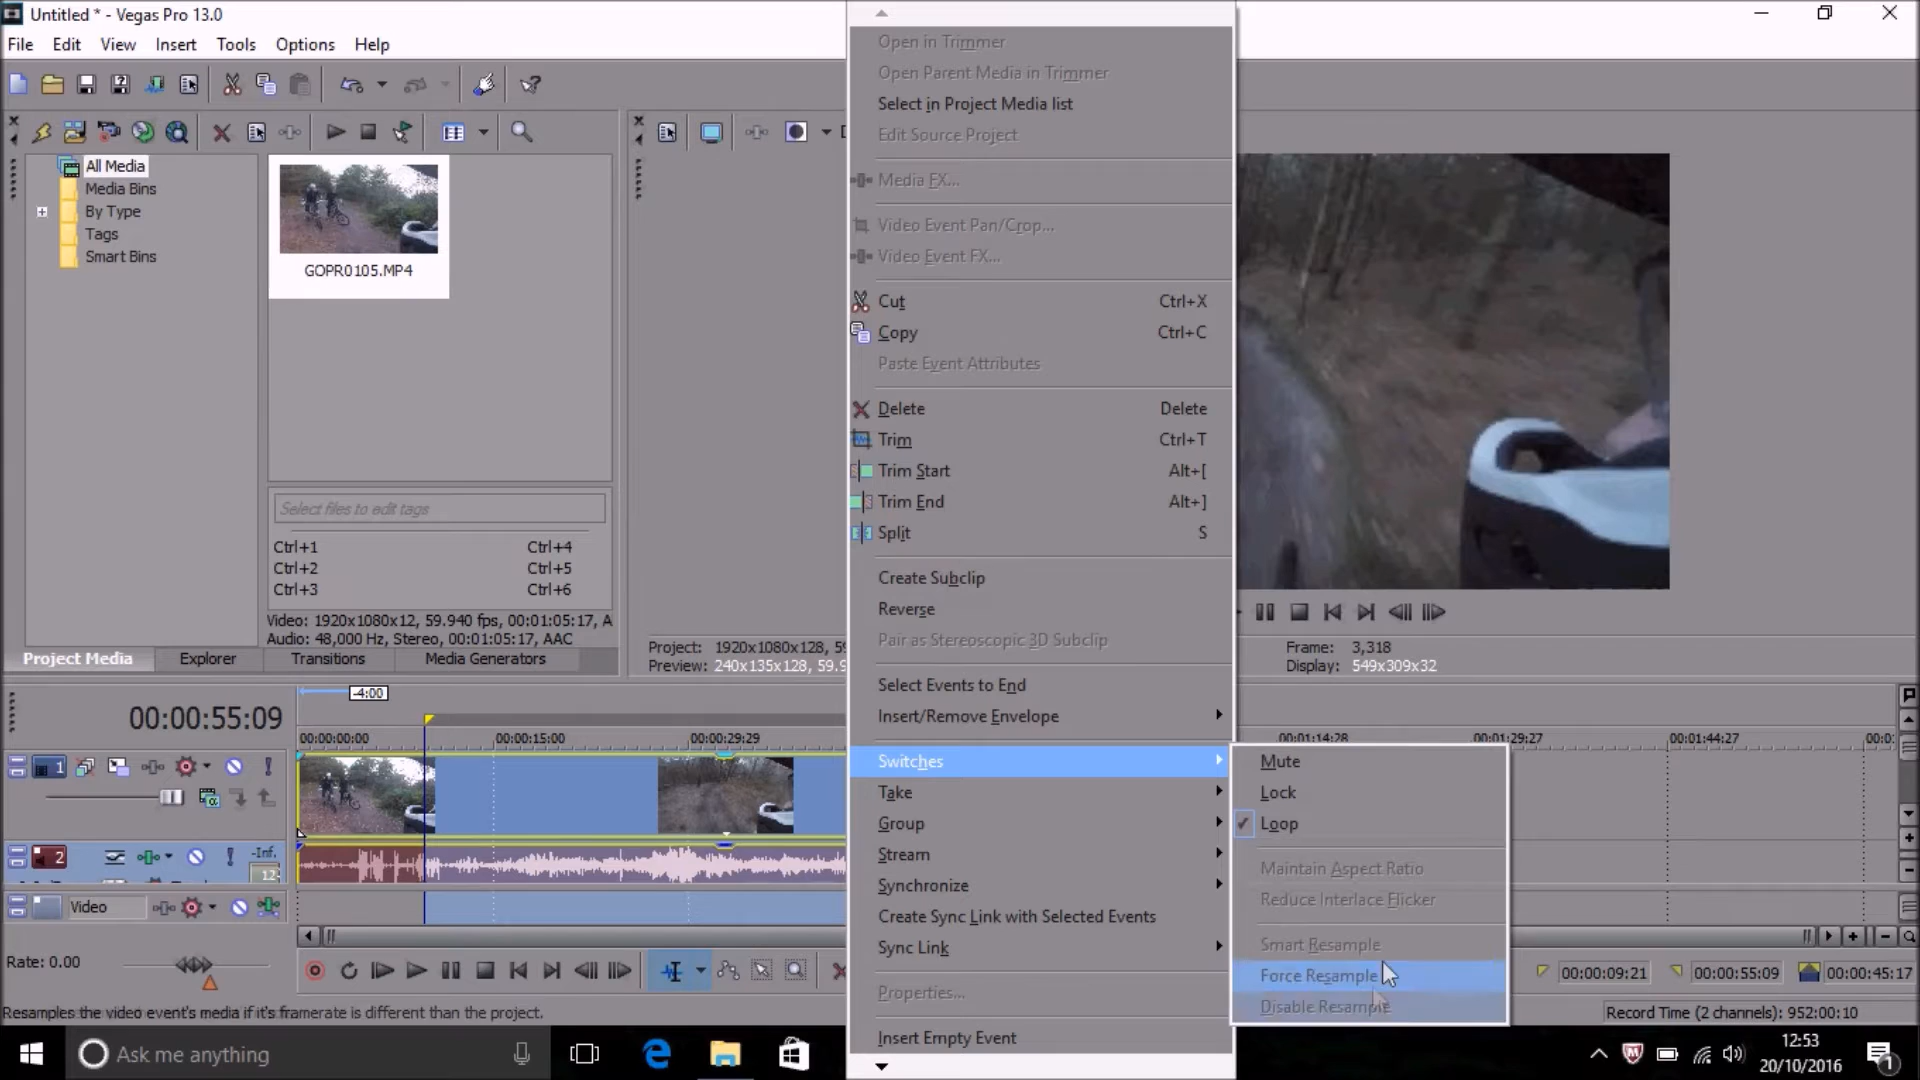 Untitled * - Vegas Pro 13.0
File Edit View Insert Tools Options Help
All Media
Media Bins
By Type
Tags
Smart Bins
GOPR0105.MP4
Select files to edit tags
Ctrl+1 Ctrl+4
Ctrl+2 Ctrl+5
Ctrl+3 Ctrl+6
Video: 1920x1080x12, 59.940 fps, 00:01:05:17, A
Audio: 48,000 Hz, Stereo, 00:01:05:17, AAC
Project Media Explorer Transitions Media Generators
Project: 1920x1080x128, 59
Preview: 240x135x128, 59.9
Open in Trimmer
Open Parent Media in Trimmer
Select in Project Media list
Edit Source Project
Media FX...
Video Event Pan/Crop...
Video Event FX...
Cut Ctrl+X
Copy Ctrl+C
Paste Event Attributes
Delete Delete
Trim Ctrl+T
Trim Start Alt+[
Trim End Alt+]
Split S
Create Subclip
Reverse
Pair as Stereoscopic 3D Subclip
Select Events to End
Insert/Remove Envelope
Switches
Take
Group
Stream
Synchronize
Create Sync Link with Selected Events
Sync Link
Properties...
Insert Empty Event
Mute
Lock
Loop
Maintain Aspect Ratio
Reduce Interlace Flicker
Smart Resample
Force Resample
Disable Resample
Frame: 3,318
Display: 549x309x32
-4:00
00:00:55:09
00:00:00:00 00:00:15:00 00:00:29:29 00:01:14:28 00:01:29:27 00:01:44:27 00:0
1
2
-Inf.
12
Video
Rate: 0.00
00:00:09:21 00:00:55:09 00:00:45:17
Resamples the video event's media if it's framerate is different than the project.
Record Time (2 channels): 952:00:10
Ask me anything
12:53
20/10/2016
1